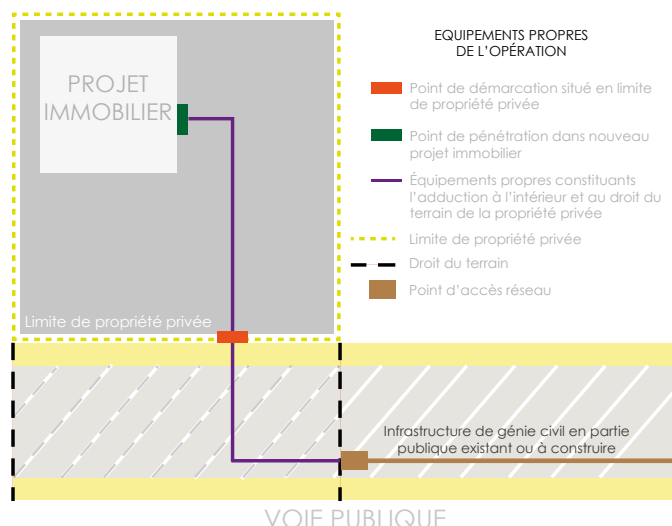 PROJET
IMMOBILIER
Limite de propriété privée
EQUIPEMENTS PROPRES
DE L'OPÉRATION
Point de démarcation situé en limite
de propriété privée
Point de pénétration dans nouveau
projet immobilier
Équipements propres constituants
l'adduction à l'intérieur et au droit du
terrain de la propriété privée
Limite de propriété privée
Droit du terrain
Point d'accès réseau
Infrastructure de génie civil en partie
publique existant ou à construire
VOIE PUBLIQUE